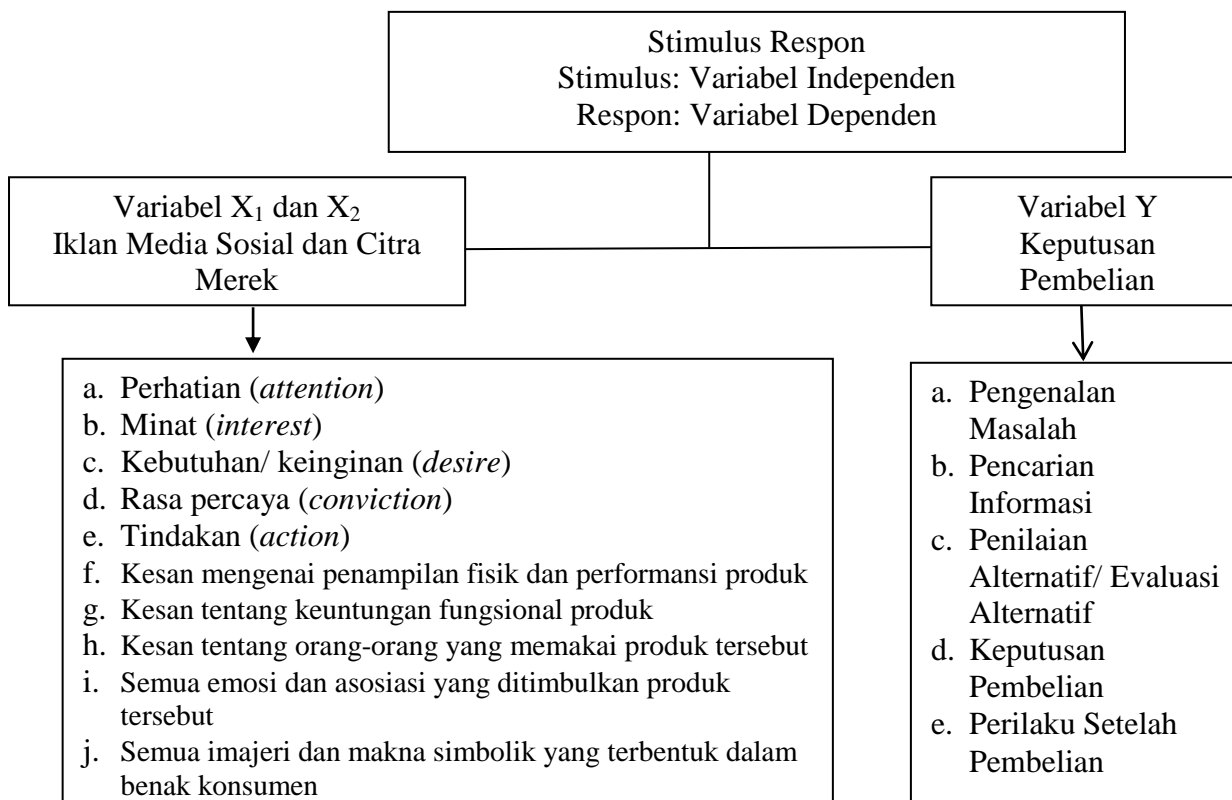 Stimulus Respon
Stimulus: Variabel Independen
Respon: Variabel Dependen
Variabel X₁ dan X₂
Iklan Media Sosial dan Citra
Merek
Variabel Y
Keputusan
Pembelian
a. Perhatian (attention)
b. Minat (interest)
c. Kebutuhan/ keinginan (desire)
d. Rasa percaya (conviction)
e. Tindakan (action)
f. Kesan mengenai penampilan fisik dan performansi produk
g. Kesan tentang keuntungan fungsional produk
h. Kesan tentang orang-orang yang memakai produk tersebut
i. Semua emosi dan asosiasi yang ditimbulkan produk
tersebut
j. Semua imajeri dan makna simbolik yang terbentuk dalam
benak konsumen
a. Pengenalan
Masalah
b. Pencarian
Informasi
c. Penilaian
Alternatif/ Evaluasi
Alternatif
d. Keputusan
Pembelian
e. Perilaku Setelah
Pembelian